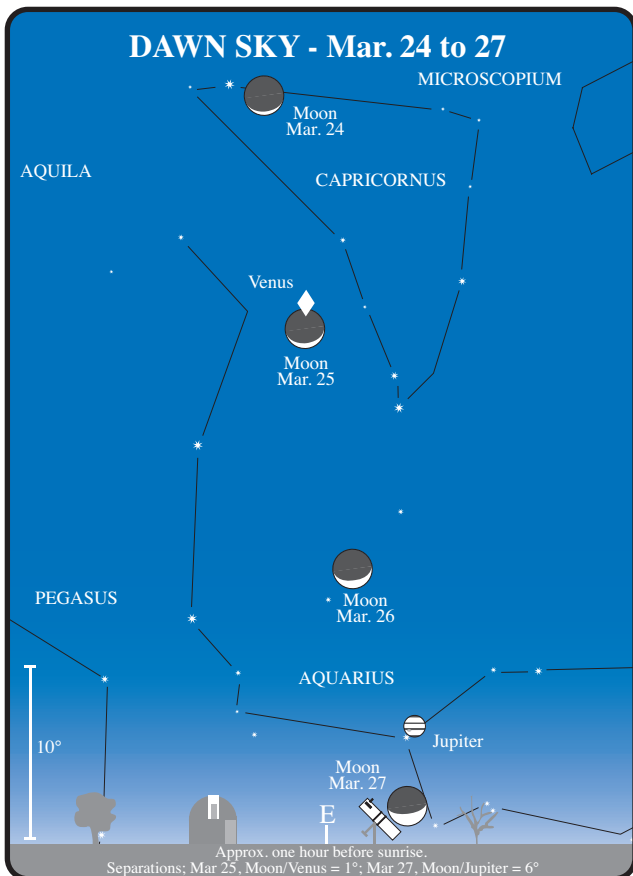 DAWN SKY - Mar. 24 to 27
MICROSCOPIUM
Moon
Mar. 24
AQUILA
CAPRICORNUS
Venus
Moon
Mar. 25
PEGASUS
Moon
Mar. 26
AQUARIUS
10°
Jupiter
Moon
Mar. 27
E
Approx. one hour before sunrise.
Separations; Mar 25, Moon/Venus = 1°; Mar 27, Moon/Jupiter = 6°